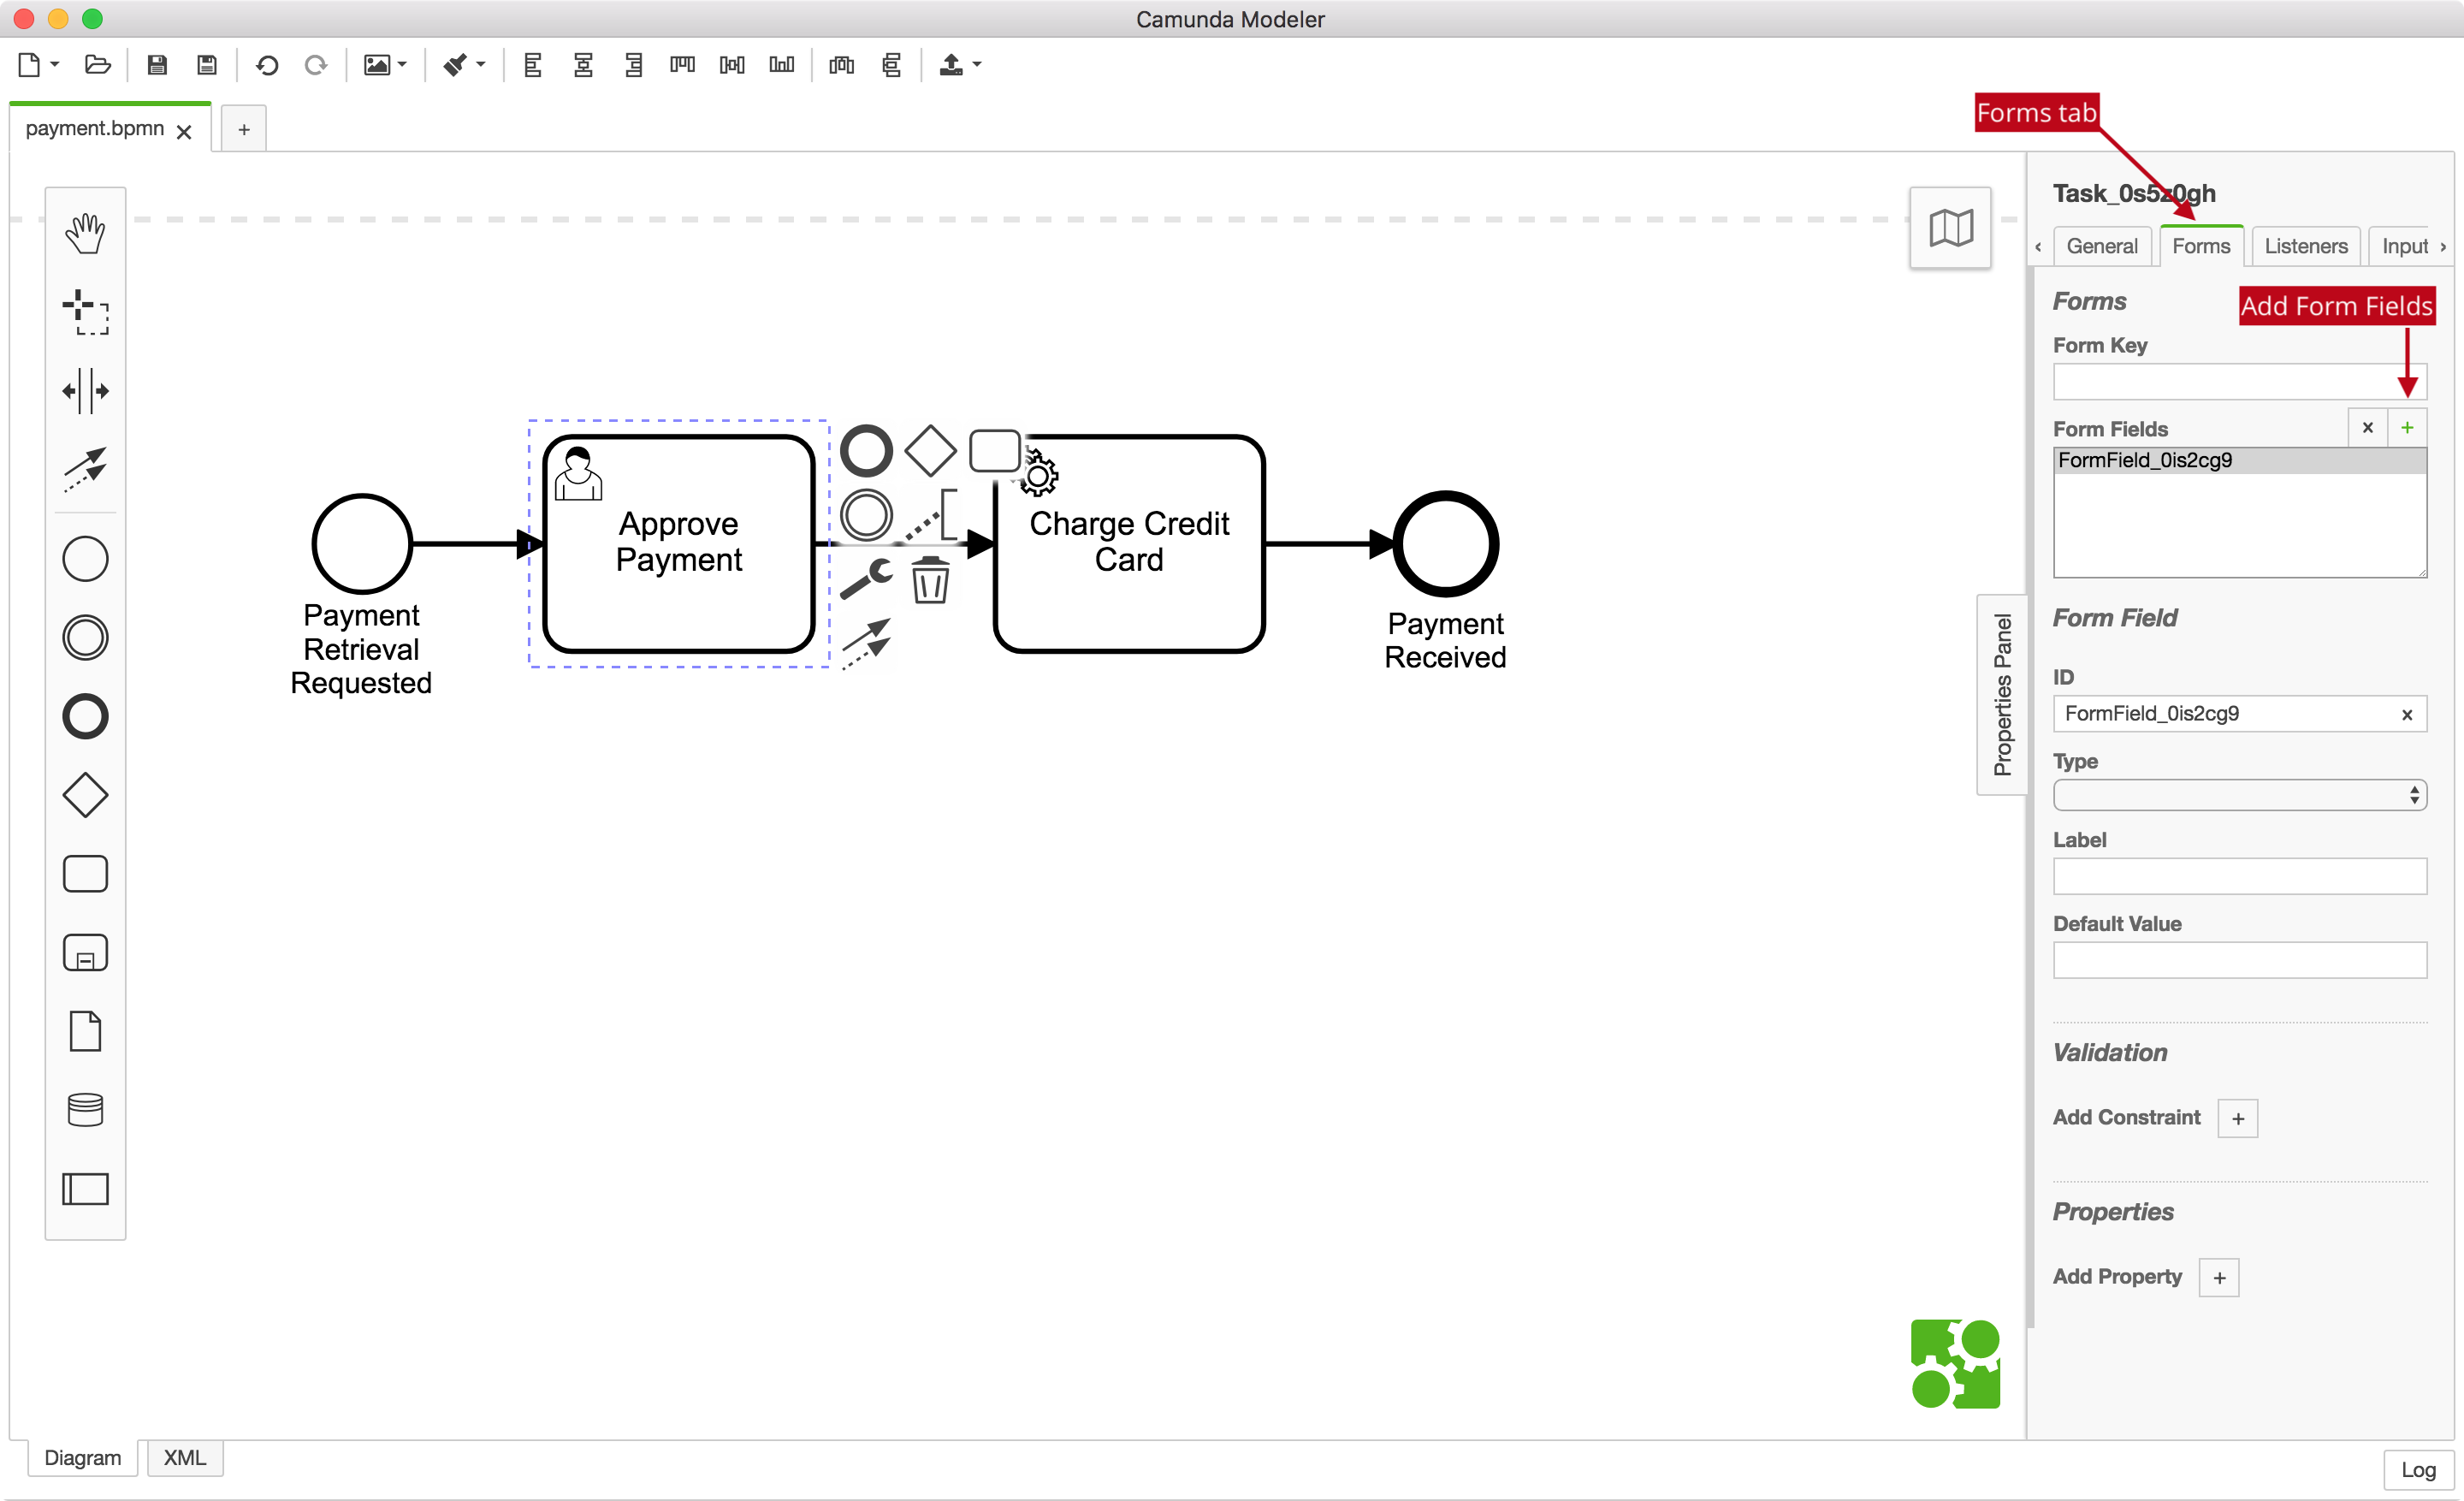 Camunda Modeler
payment.bpmn
+
Forms tab
Task_0s5z0gh
General
Forms
Listeners
Input
Forms
Add Form Fields
Form Key
Form Fields
FormField_0is2cg9
Approve
Payment
Charge Credit
Card
Payment
Retrieval
Requested
Payment
Received
Properties Panel
Form Field
ID
FormField_0is2cg9
Type
Label
Default Value
Validation
Add Constraint
+
Properties
Add Property
+
Diagram
XML
Log